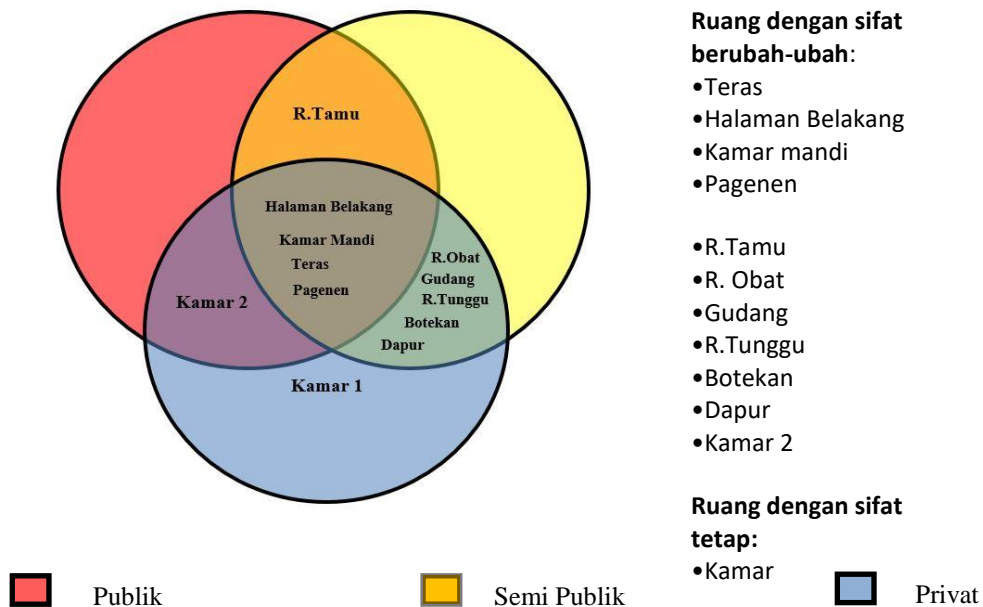 R.Tamu
Halaman Belakang
Kamar Mandi
Teras
Pagenen
R.Obat
Gudang
R.Tunggu
Botekan
Dapur
Kamar 2
Kamar 1
Ruang dengan sifat
berubah-ubah:
•Teras
•Halaman Belakang
•Kamar mandi
•Pagenen
•R.Tamu
•R. Obat
•Gudang
•R.Tunggu
•Botekan
•Dapur
•Kamar 2
Ruang dengan sifat
tetap:
•Kamar
Publik
Semi Publik
Privat